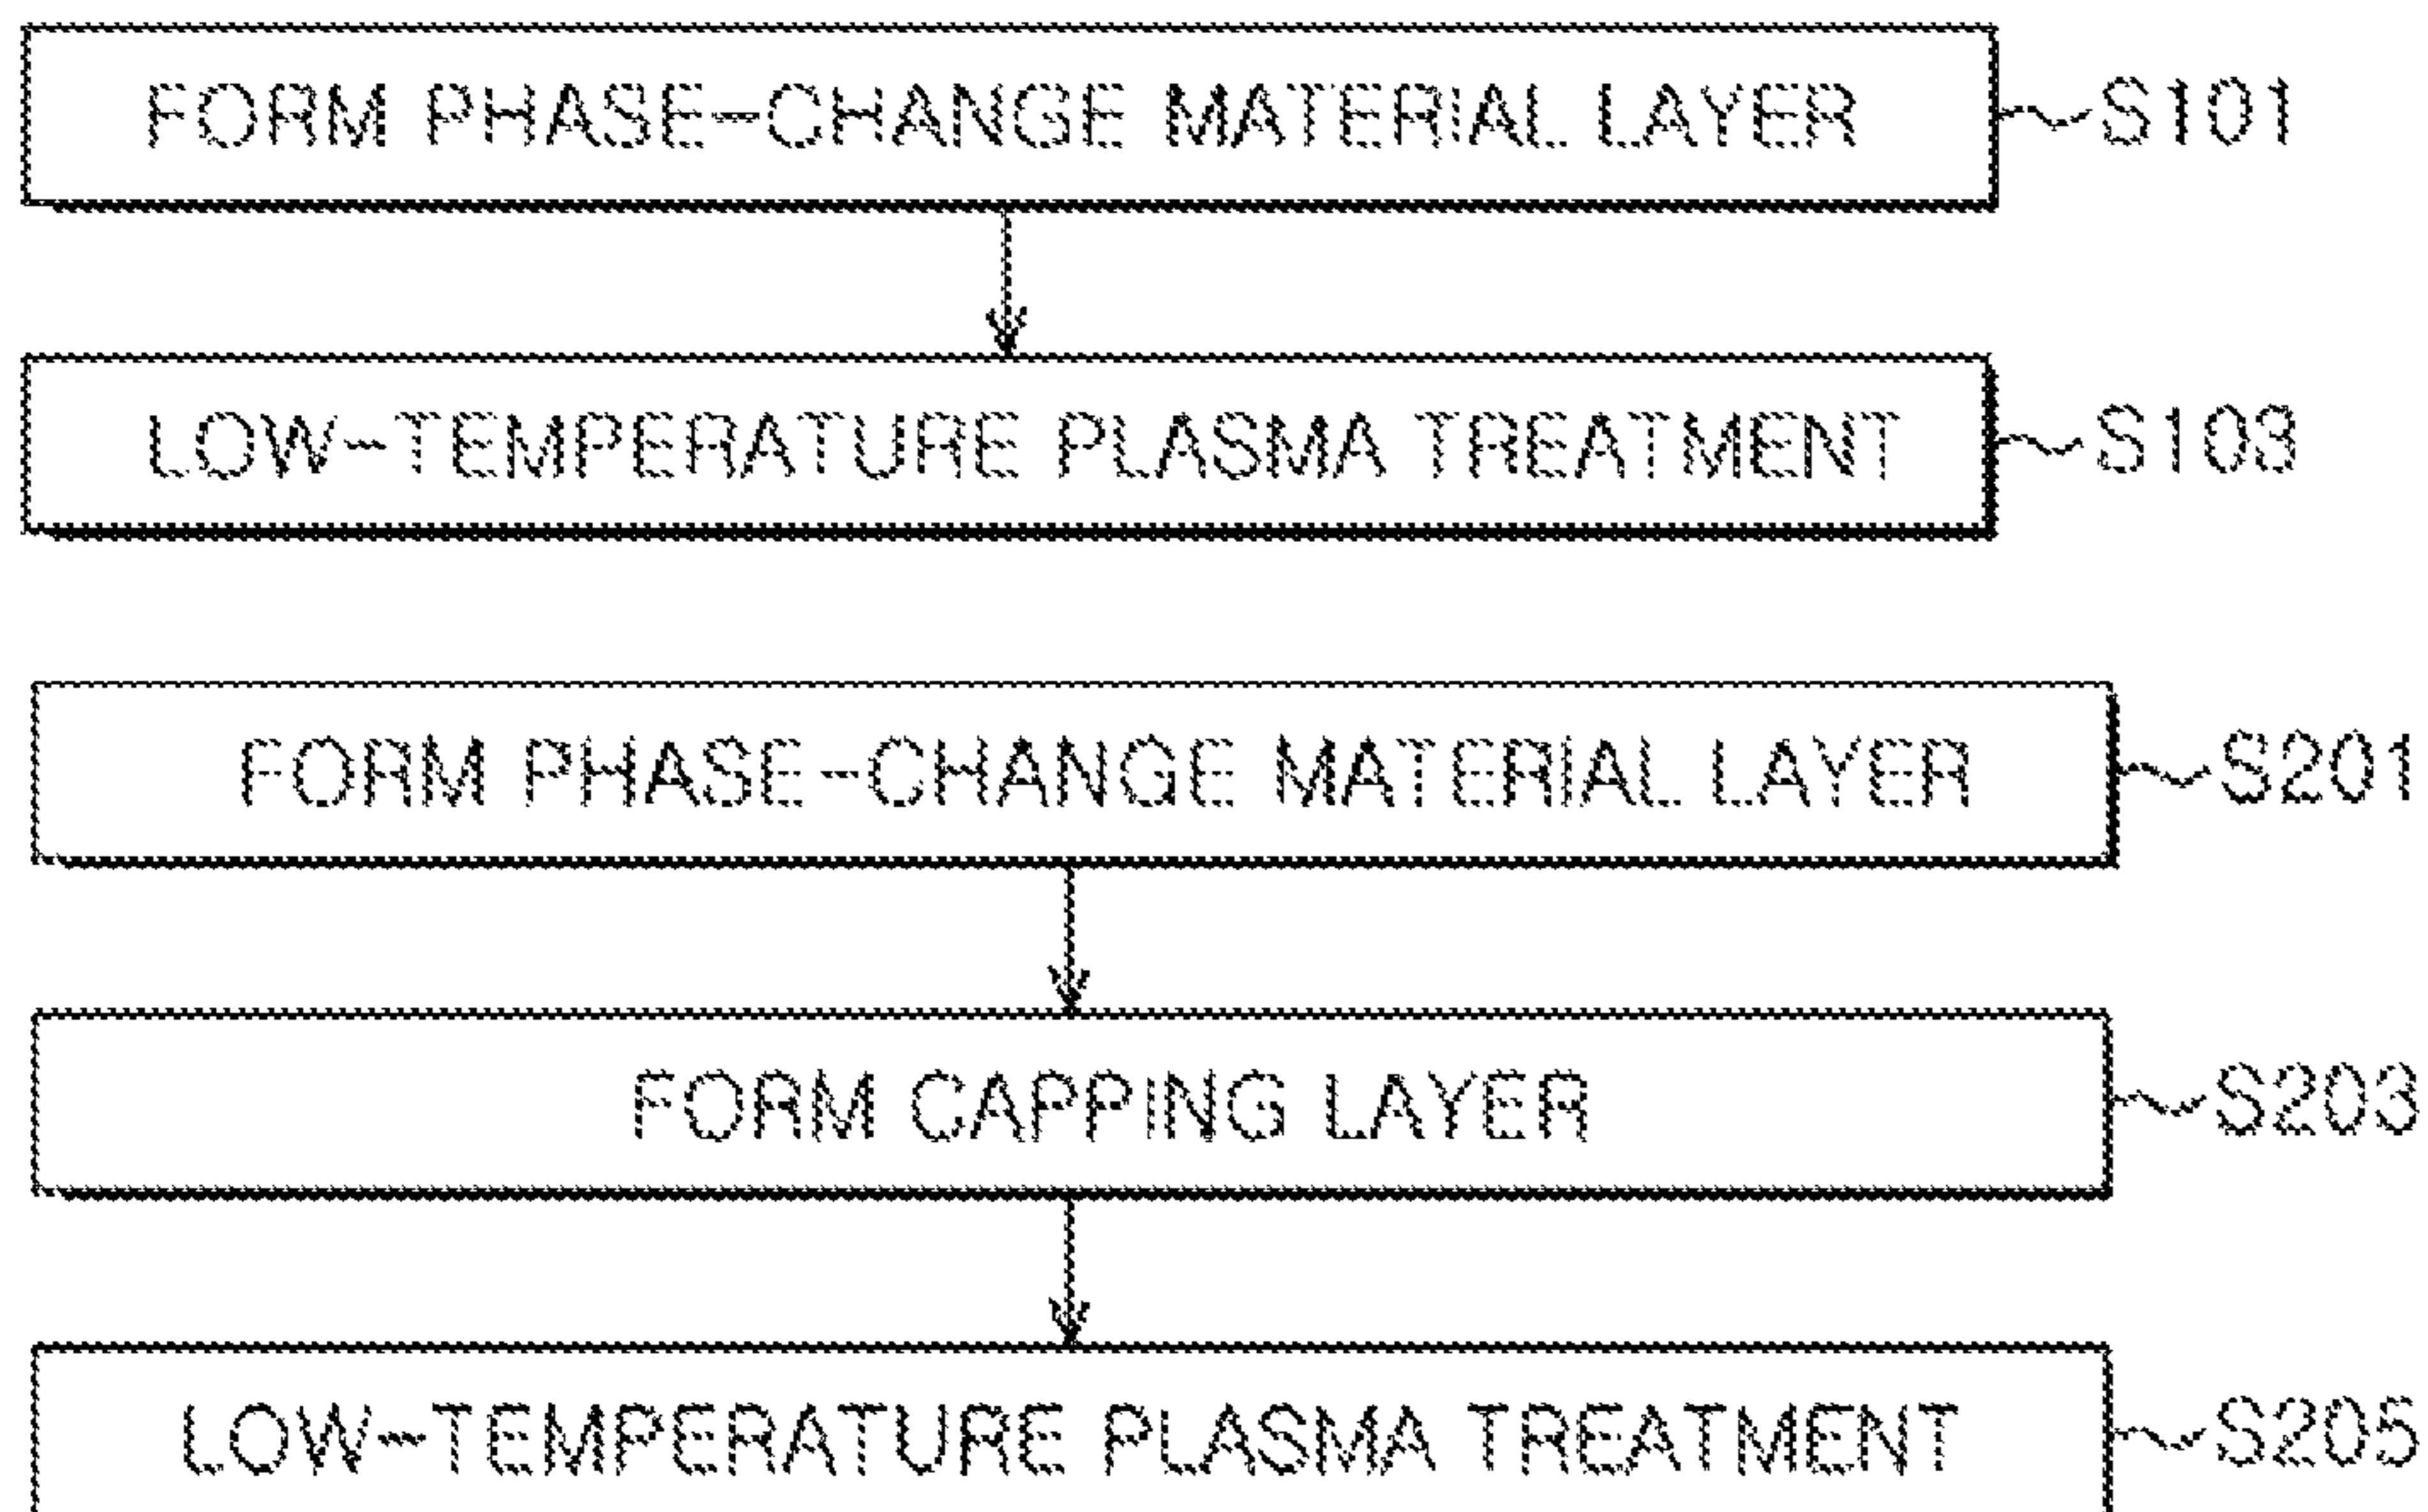 FORM PHASE-CHANGE MATERIAL LAYER S101
LOW-TEMPERATURE PLASMA TREATMENT S103
FORM PHASE-CHANGE MATERIAL LAYER S201
FORM CAPPING LAYER S203
LOW-TEMPERATURE PLASMA TREATMENT S205